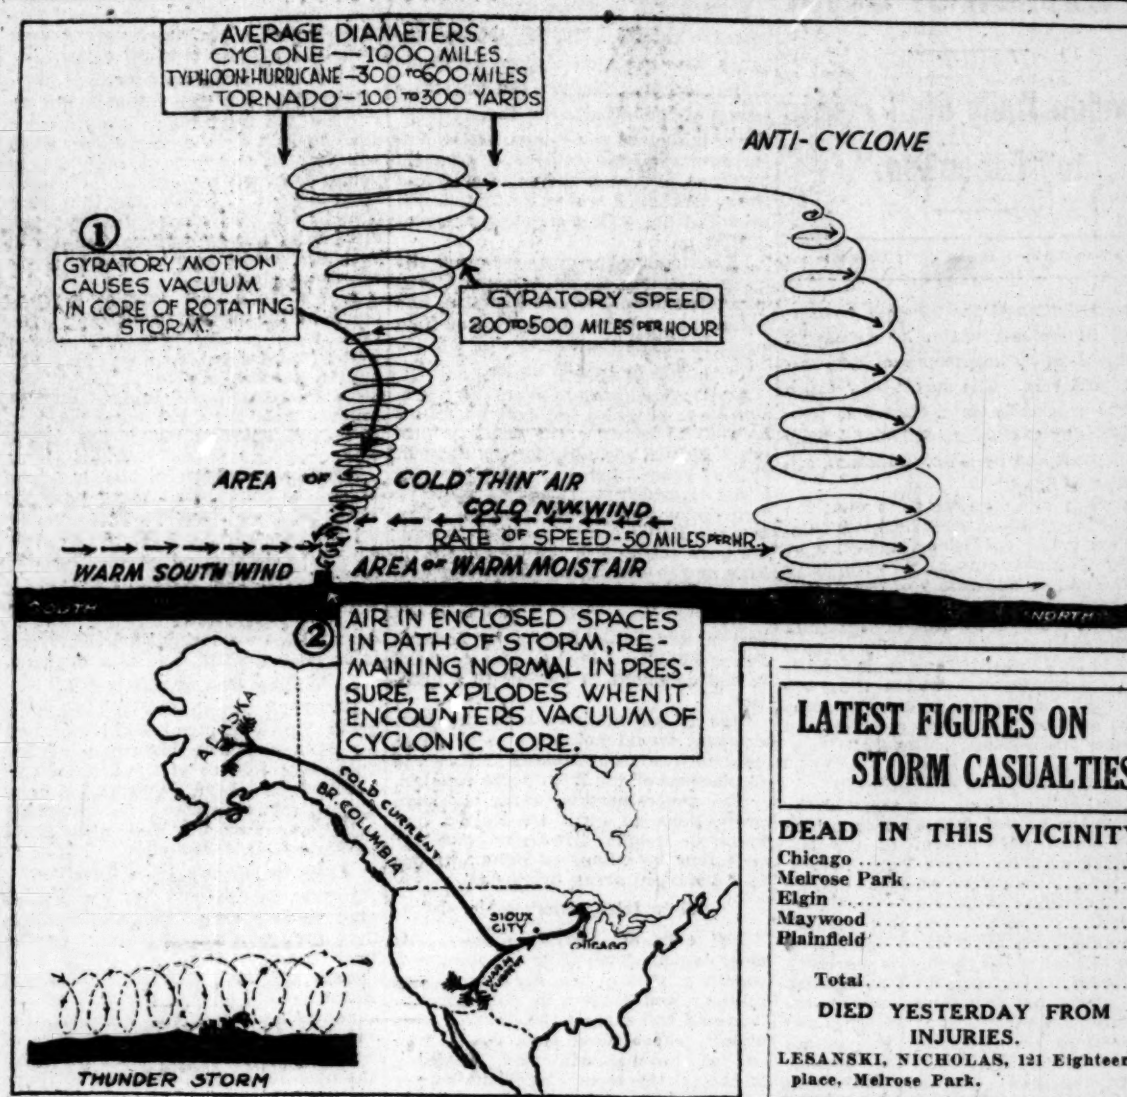 AVERAGE DIAMETERS
CYCLONE — 1000 MILES
TYPHOON-HURRICANE-300 TO 600 MILES
TORNADO-100 TO 300 YARDS
ANTI-CYCLONE
1
GYRATORY MOTION
CAUSES VACUUM
IN CORE OF ROTATING
STORM.
GYRATORY SPEED
200 TO 500 MILES PER HOUR
AREA OF COLD "THIN" AIR
COLD N.W. WIND
RATE OF SPEED-50 MILES PER HR.
WARM SOUTH WIND
AREA OF WARM MOIST AIR
SOUTH
NORTH
2
AIR IN ENCLOSED SPACES
IN PATH OF STORM, RE-
MAINING NORMAL IN PRES-
SURE, EXPLODES WHEN IT
ENCOUNTERS VACUUM OF
CYCLONIC CORE.
ALASKA
COLD CURRENT
BR. COLUMBIA
SIOUX
CITY
CHICAGO
WARM
CURRENT
THUNDER STORM
LATEST FIGURES ON
STORM CASUALTIES
DEAD IN THIS VICINITY
Chicago
Melrose Park
Elgin
Maywood
Plainfield
Total
DIED YESTERDAY FROM
INJURIES.
LESANSKI, NICHOLAS, 121 Eighteen
place, Melrose Park.